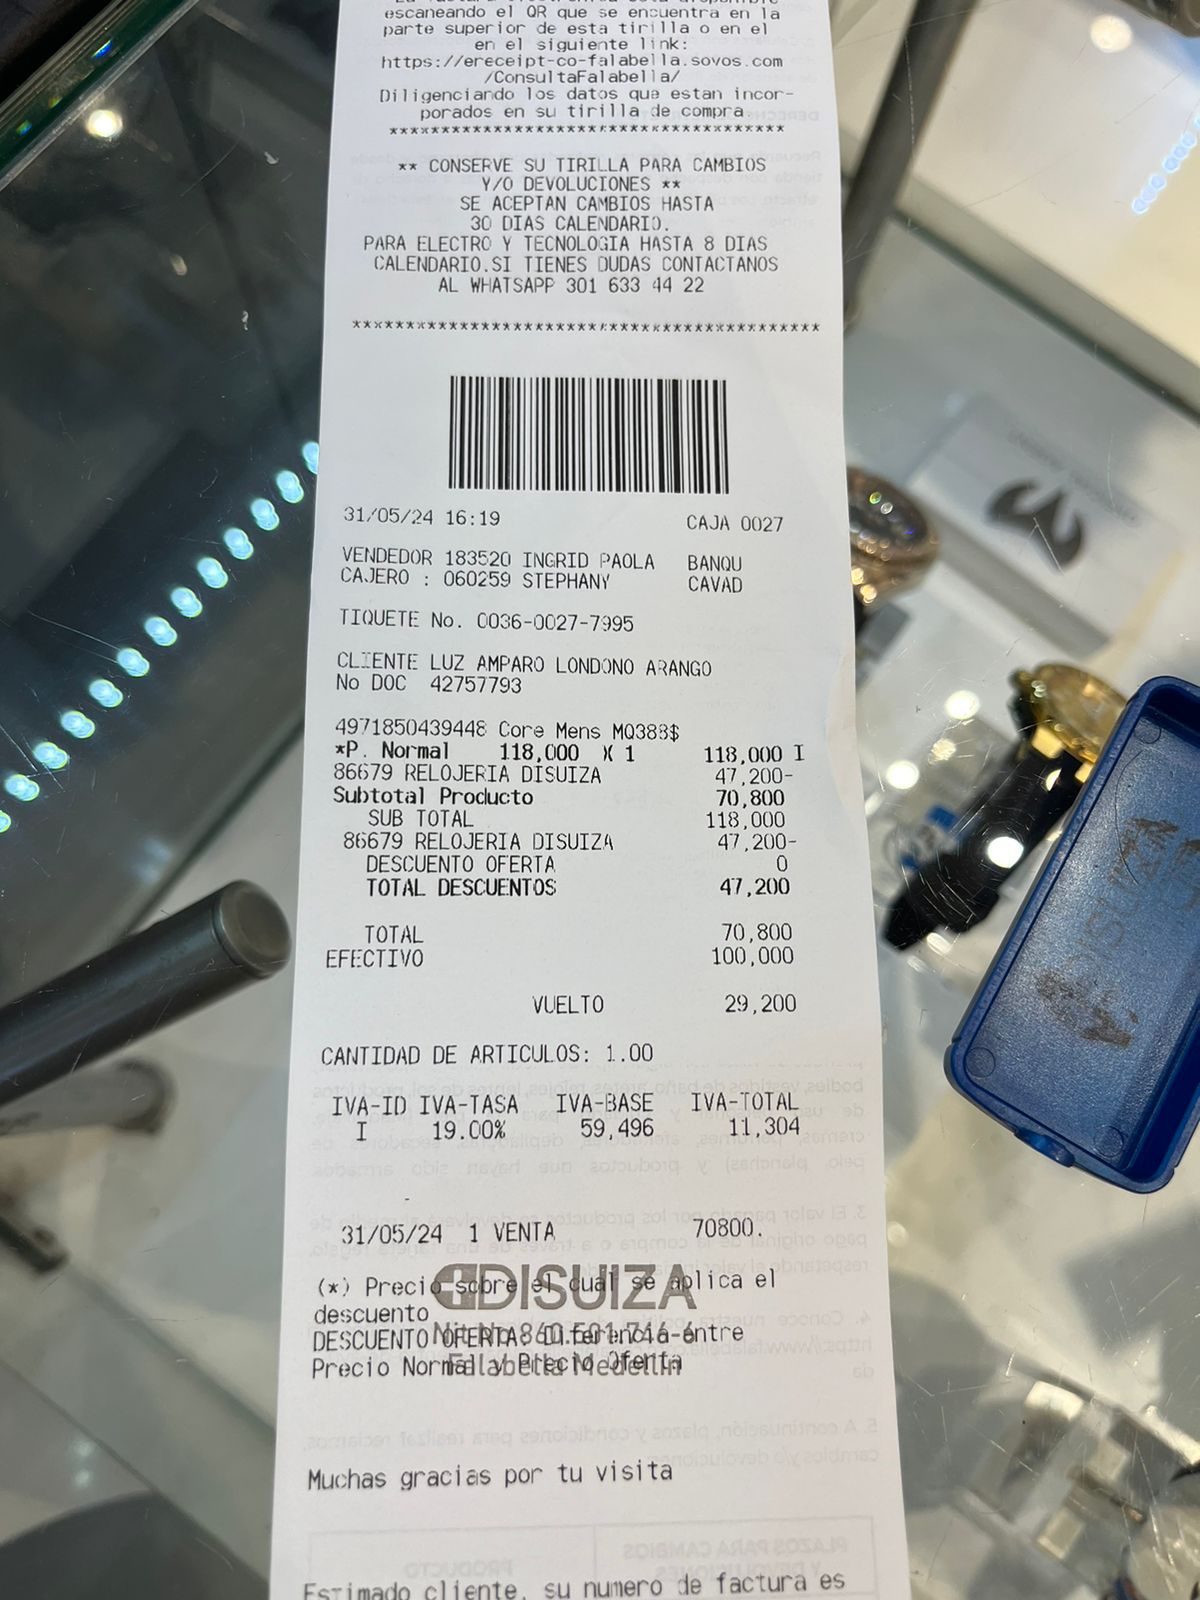 escaneando el QR que se encuentra en la
parte superior de esta tirilla o en el
en el siguiente link:
https://ereceipt-co-falabella.sovos.com
/ConsultaFalabella/
Diligenciando los datos que estan incor-
porados en su tirilla de compra
****************************************
** CONSERVE SU TIRILLA PARA CAMBIOS
Y/O DEVOLUCIONES **
SE ACEPTAN CAMBIOS HASTA
30 DIAS CALENDARIO.
PARA ELECTRO Y TECNOLOGIA HASTA 8 DIAS
CALENDARIO.SI TIENES DUDAS CONTACTANOS
AL WHATSAPP 301 633 44 22
********************************************
31/05/24 16:19 CAJA 0027
VENDEDOR 183520 INGRID PAOLA BANQU
CAJERO : 060259 STEPHANY CAVAD
TIQUETE No. 0036-0027-7995
CLIENTE LUZ AMPARO LONDONO ARANGO
No DOC 42757793
4971850439448 Core Mens MQ38$
*P. Normal 118,000 X 1 118,000 I
86679 RELOJERIA DISUIZA 47,200-
Subtotal Producto 70,800
SUB TOTAL 118,000
86679 RELOJERIA DISUIZA 47,200-
DESCUENTO OFERTA 0
TOTAL DESCUENTOS 47,200
TOTAL 70,800
EFECTIVO 100,000
VUELTO 29,200
CANTIDAD DE ARTICULOS: 1.00
IVA-ID IVA-TASA IVA-BASE IVA-TOTAL
I 19.00% 59,496 11,304
31/05/24 1 VENTA 70800.
(*) Precio sobre el cual se aplica el
descuento
DISUIZA
DESCUENTO OFERTA: Diferencia entre
Precio Normal y Precio Oferta
Falabella Medellin
Muchas gracias por tu visita
Estimado cliente, su numero de factura es